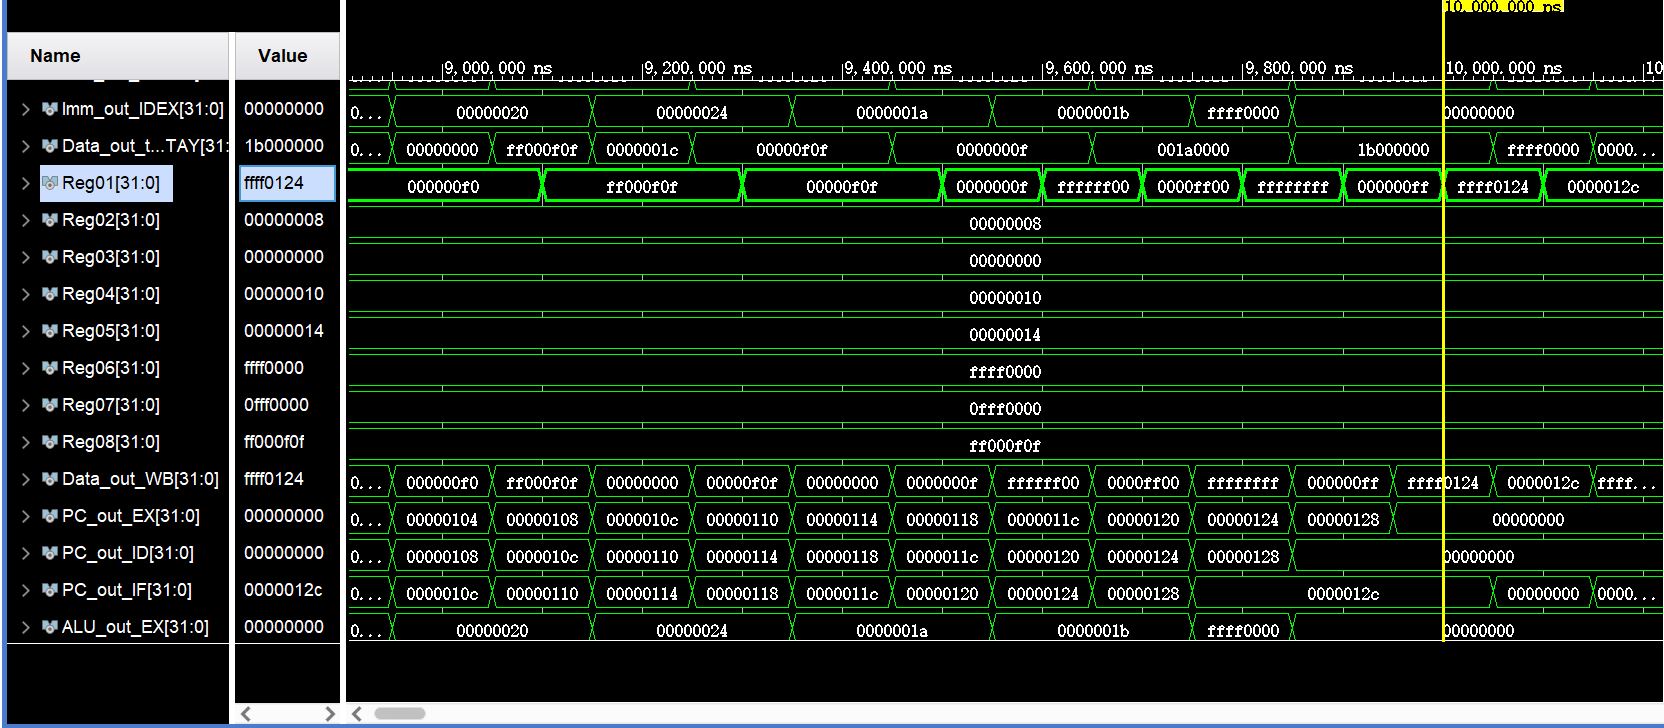 10,000.000 ns
Name Value
9,000.000 ns 9,200.000 ns 9,400.000 ns 9,600.000 ns 9,800.000 ns 10,000.000 ns 10
Imm_out_IDEX[31:0] 00000000 0... 00000020 00000024 0000001a 0000001b ffff0000 00000000
Data_out_t...TAY[31: 1b000000 0... 00000000 ff000f0f 0000001c 00000f0f 0000000f 001a0000 1b000000 ffff0000 0000...
Reg01[31:0] ffff0124 000000f0 ff000f0f 00000f0f 0000000f ffffff00 0000ff00 ffffffff 000000ff ffff0124 0000012c
Reg02[31:0] 00000008 00000008
Reg03[31:0] 00000000 00000000
Reg04[31:0] 00000010 00000010
Reg05[31:0] 00000014 00000014
Reg06[31:0] ffff0000 ffff0000
Reg07[31:0] 0fff0000 0fff0000
Reg08[31:0] ff000f0f ff000f0f
Data_out_WB[31:0] ffff0124 0... 000000f0 ff000f0f 00000000 00000f0f 00000000 0000000f ffffff00 0000ff00 ffffffff 000000ff ffff0124 0000012c ffff...
PC_out_EX[31:0] 00000000 0... 00000104 00000108 0000010c 00000110 00000114 00000118 0000011c 00000120 00000124 00000128 00000000
PC_out_ID[31:0] 00000000 0... 00000108 0000010c 00000110 00000114 00000118 0000011c 00000120 00000124 00000128 00000000
PC_out_IF[31:0] 0000012c 0... 0000010c 00000110 00000114 00000118 0000011c 00000120 00000124 00000128 0000012c 00000000 0000...
ALU_out_EX[31:0] 00000000 0... 00000020 00000024 0000001a 0000001b ffff0000 00000000